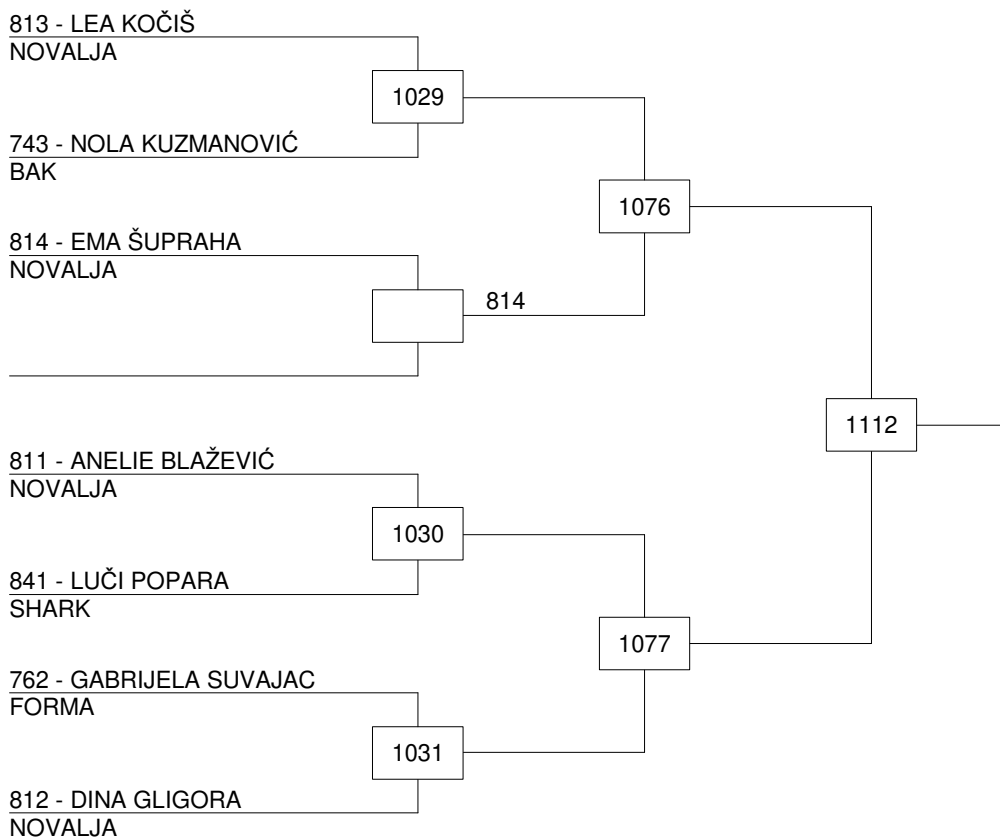 813 - LEA KOČIŠ
NOVALJA
1029
743 - NOLA KUZMANOVIĆ
BAK
1076
814 - EMA ŠUPRAHA
NOVALJA
814
1112
811 - ANELIE BLAŽEVIĆ
NOVALJA
1030
841 - LUČI POPARA
SHARK
1077
762 - GABRIJELA SUVAJAC
FORMA
1031
812 - DINA GLIGORA
NOVALJA